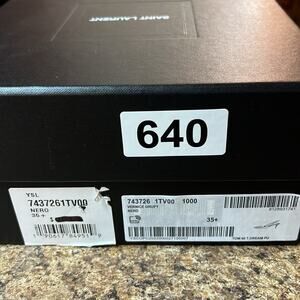 SAINT LAURENT
640
YSL
7437261TV00
NERO
35+
743726 1TV00 1000
VERNICE GRUPY
NERO
35+